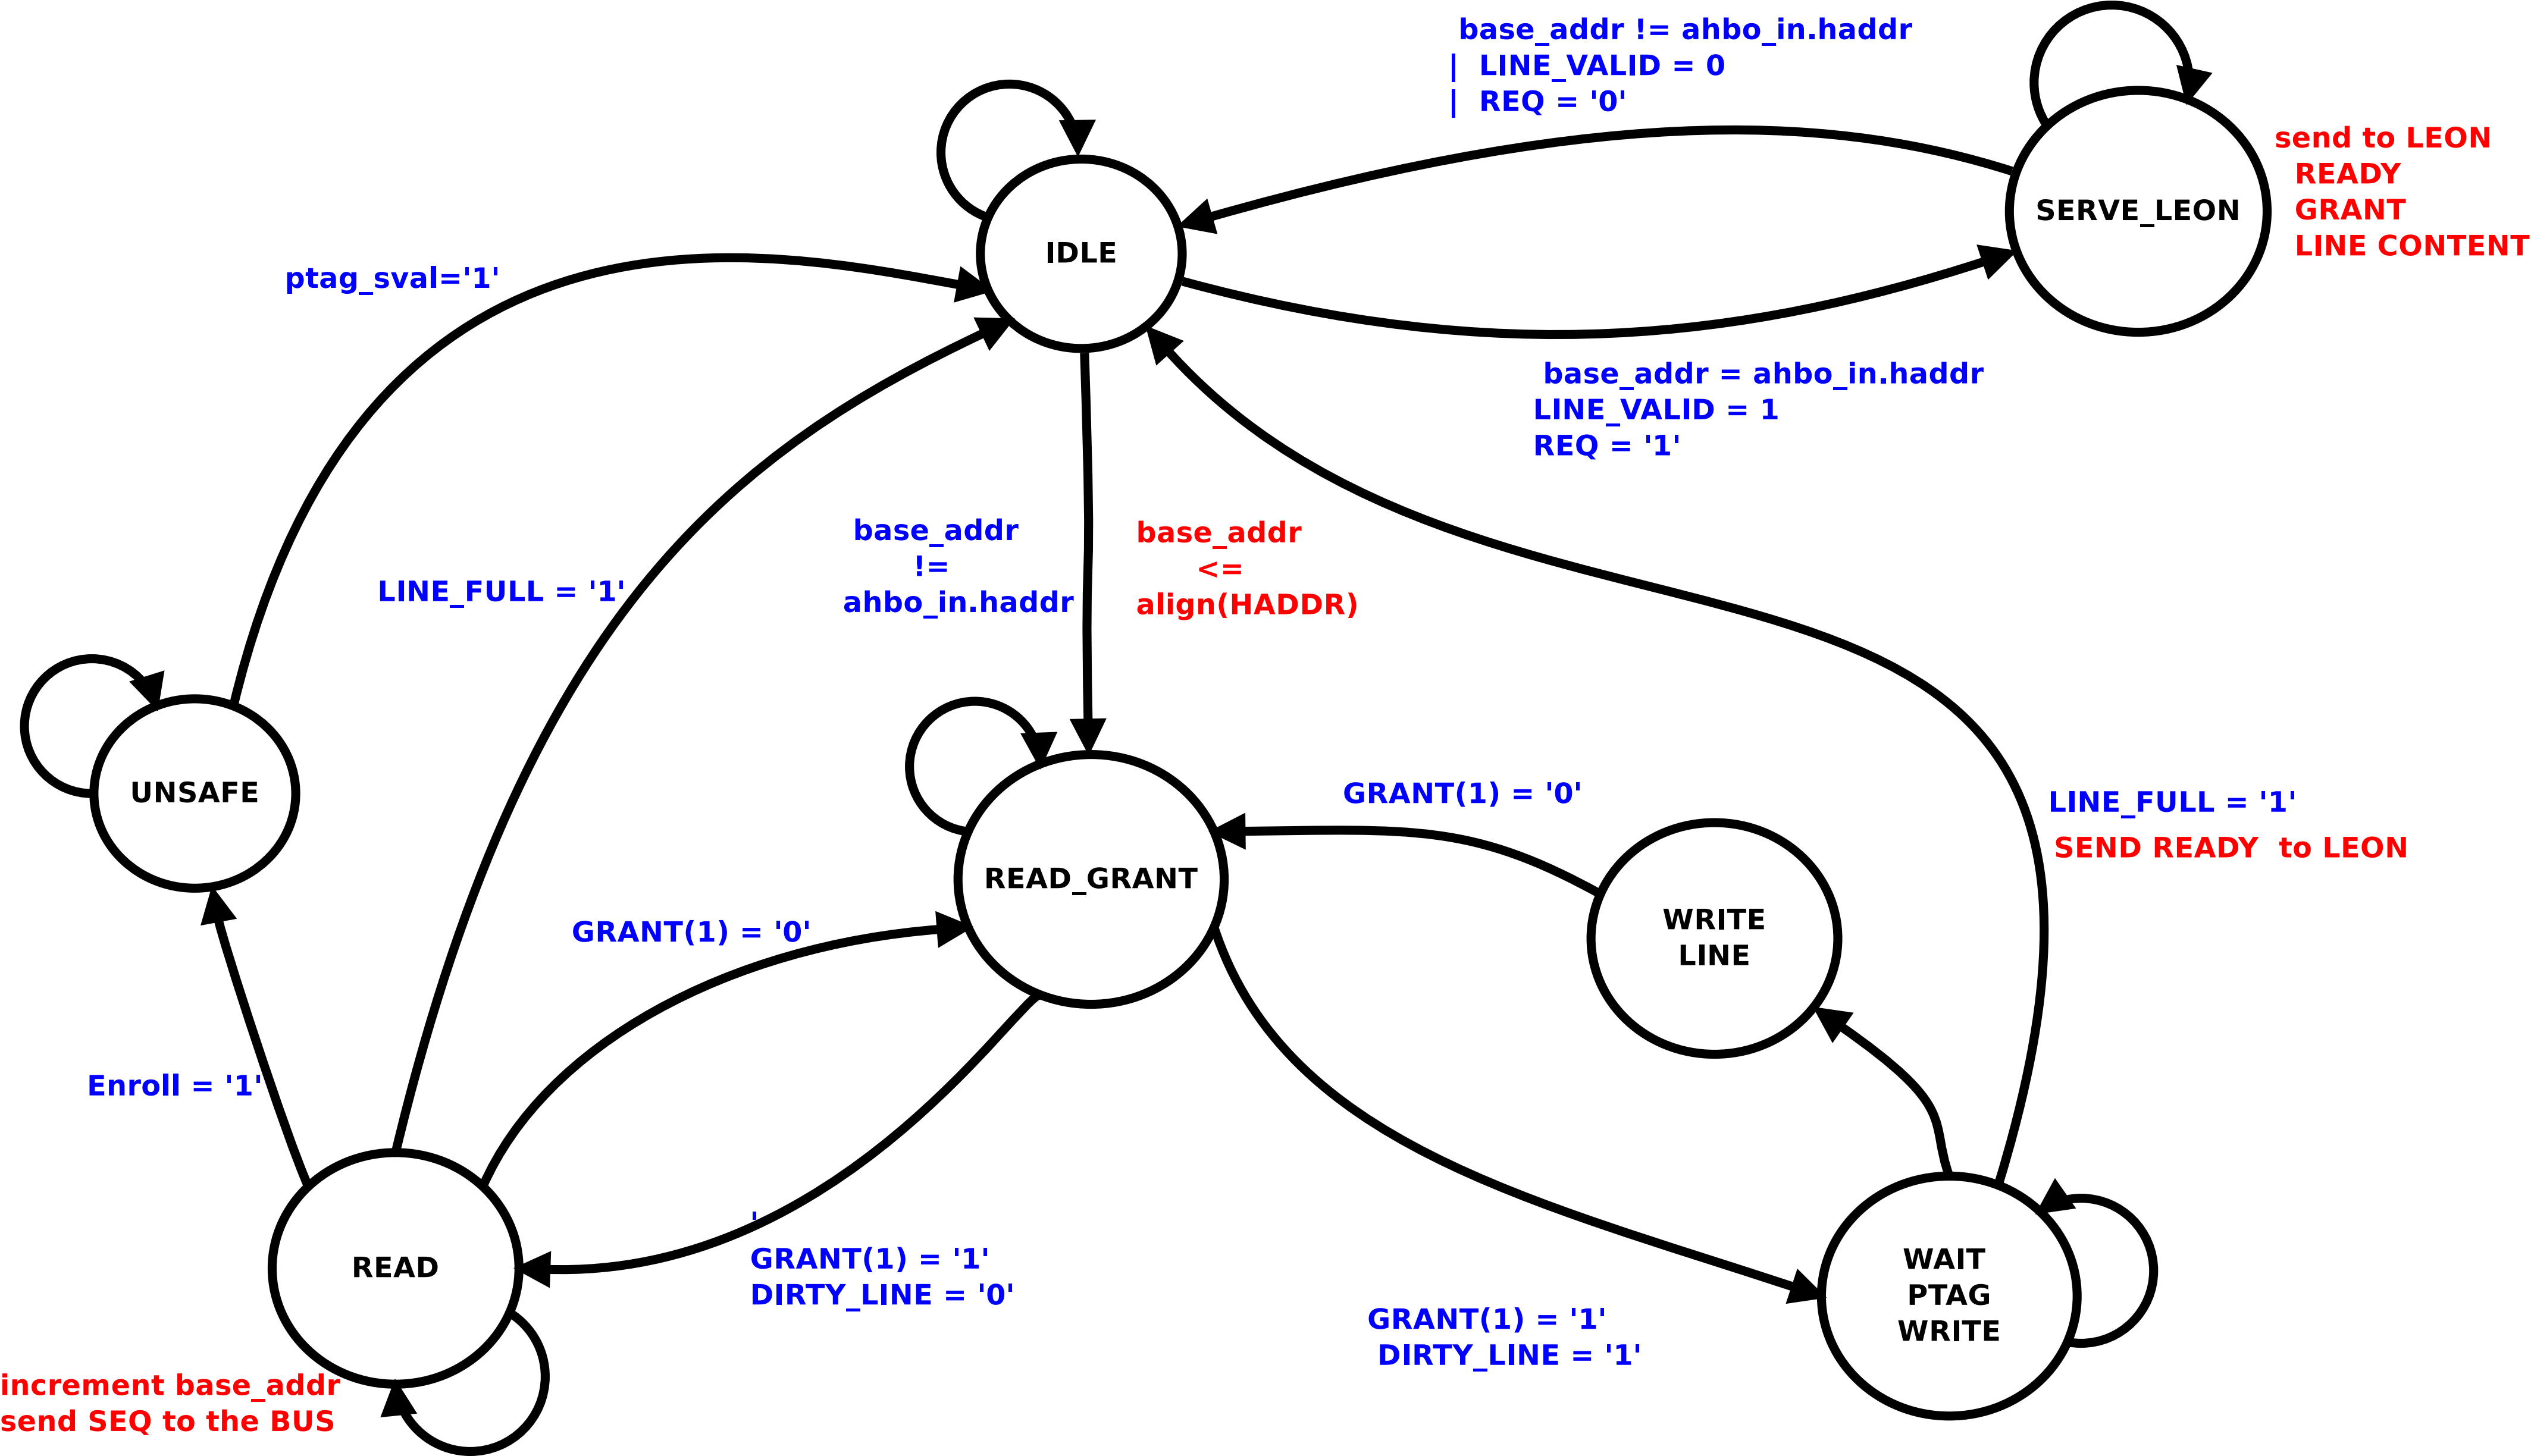 base_addr != ahbo_in.haddr
| LINE_VALID = 0
| REQ = '0'
send to LEON
READY
GRANT
LINE CONTENT
SERVE_LEON
IDLE
ptag_sval='1'
base_addr = ahbo_in.haddr
LINE_VALID = 1
REQ = '1'
LINE_FULL = '1'
base_addr
!=
ahbo_in.haddr
base_addr
<=
align(HADDR)
UNSAFE
READ_GRANT
GRANT(1) = '0'
LINE_FULL = '1'
SEND READY  to LEON
WRITE
LINE
GRANT(1) = '0'
Enroll = '1'
READ
'
GRANT(1) = '1'
DIRTY_LINE = '0'
WAIT
PTAG
WRITE
GRANT(1) = '1'
DIRTY_LINE = '1'
increment base_addr
send SEQ to the BUS